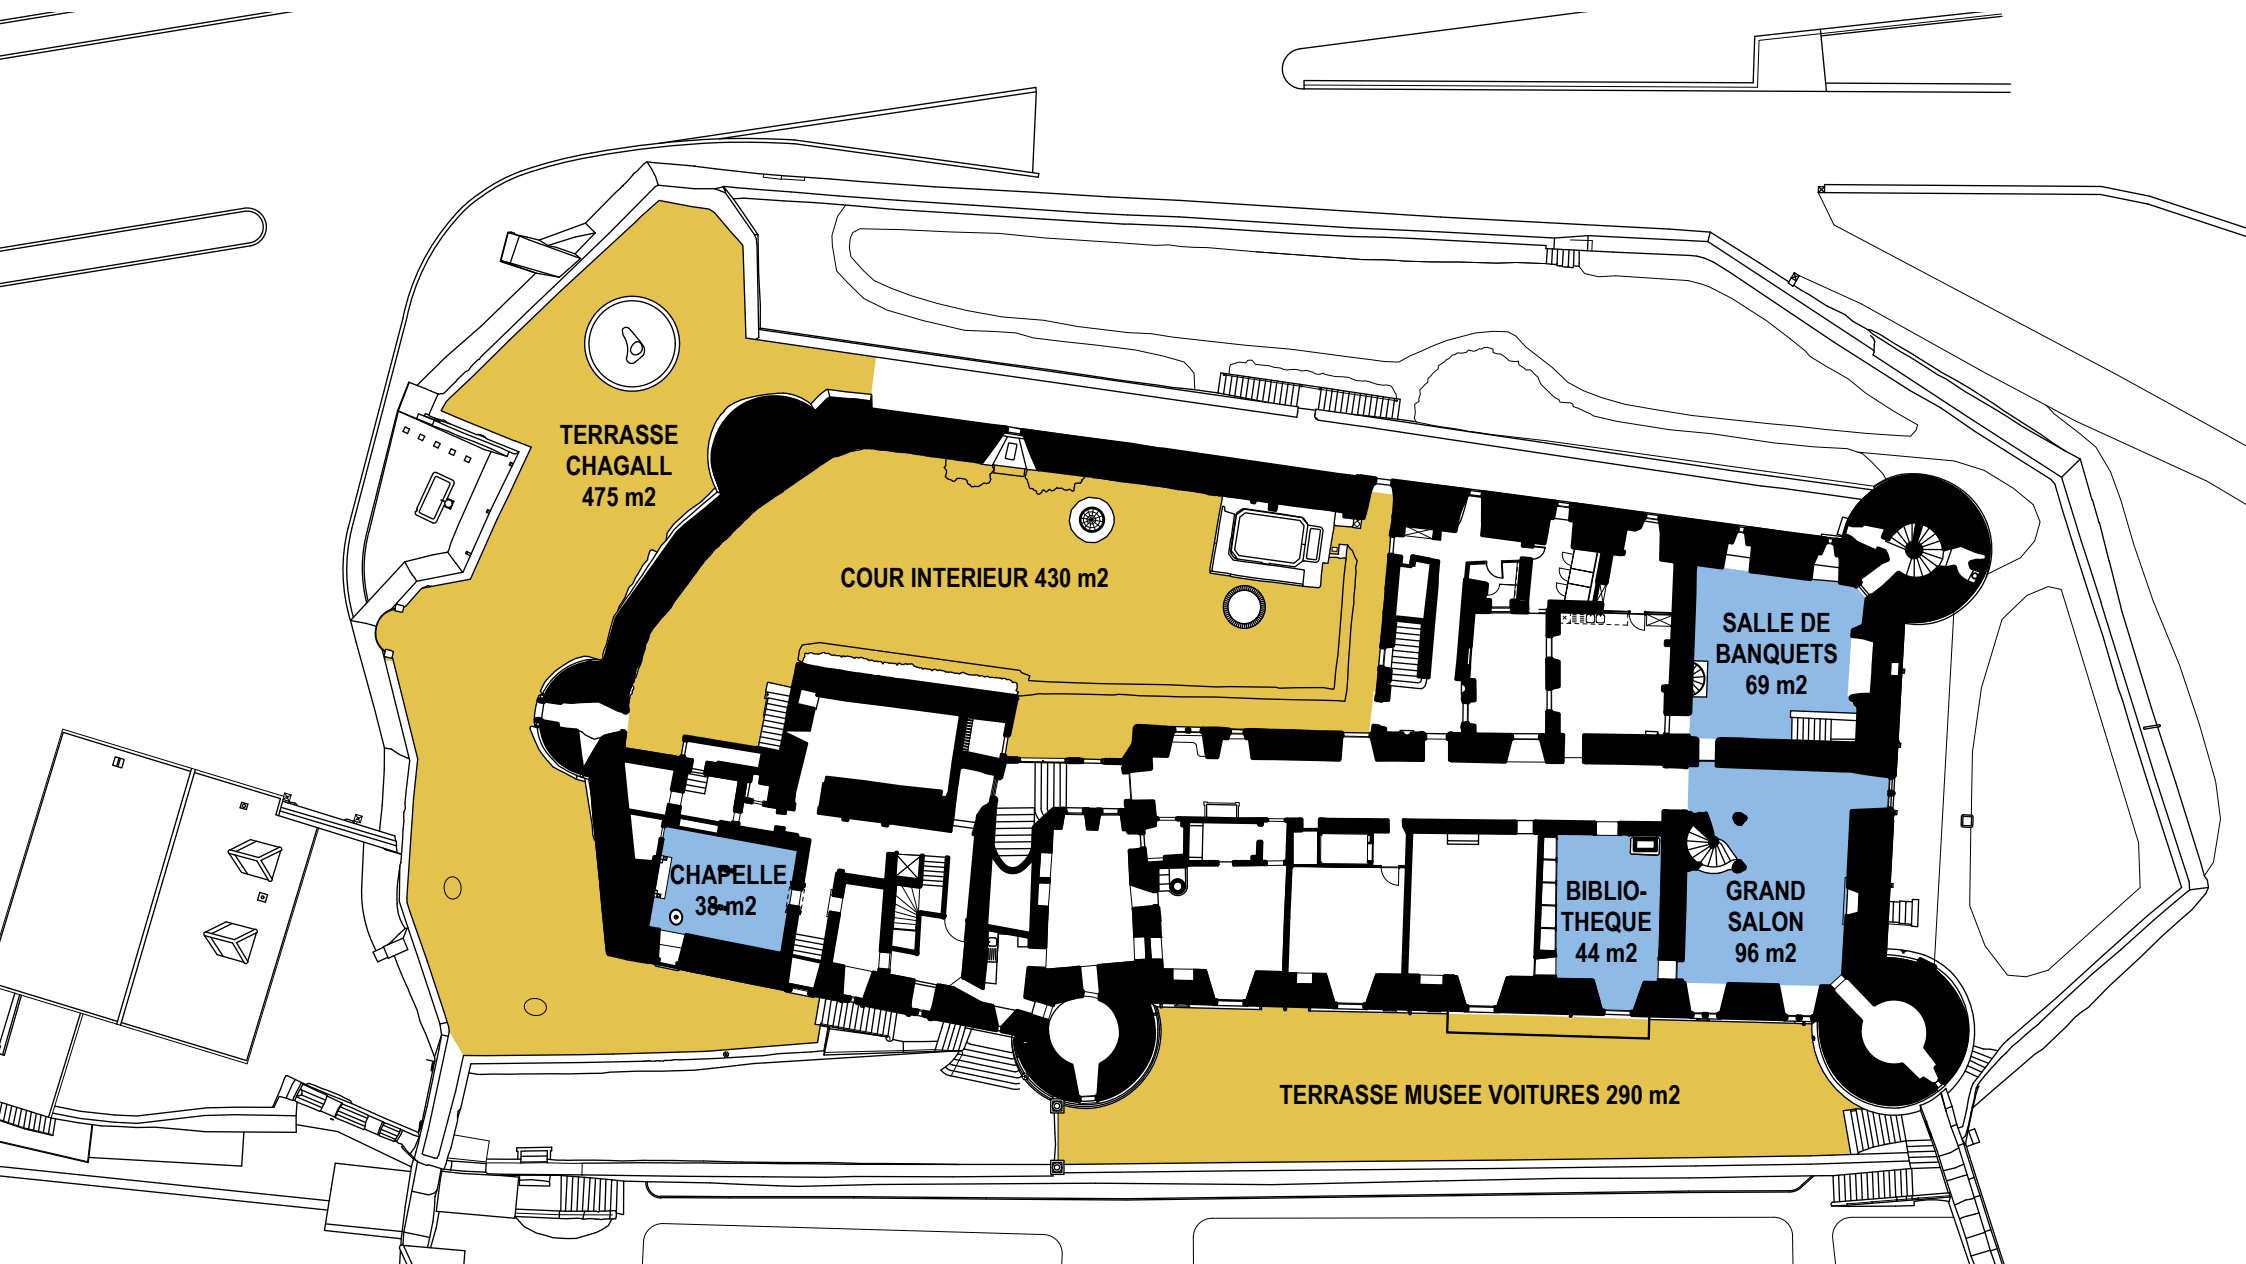 TERRASSE
CHAGALL
475 m2
COUR INTERIEUR 430 m2
SALLE DE
BANQUETS
69 m2
CHAPELLE
38 m2
BIBLIO-
THEQUE
44 m2
GRAND
SALON
96 m2
TERRASSE MUSEE VOITURES 290 m2